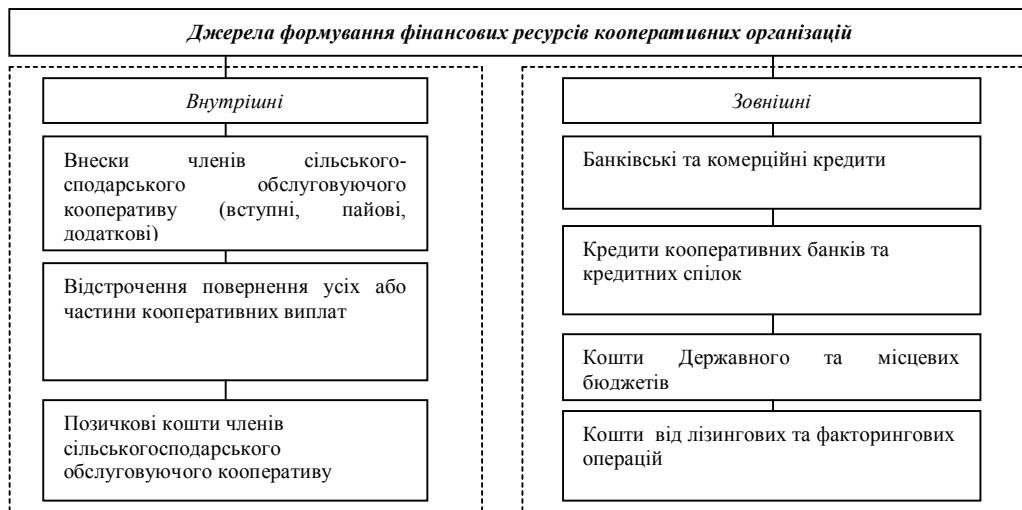 Джерела формування фінансових ресурсів кооперативних організацій
Внутрішні
Внески членів сільського-
сподарського обслуговуючого
кооперативу (вступні, пайові,
додаткові)
Відстрочення повернення усіх або
частини кооперативних виплат
Позичкові кошти членів
сільськогосподарського
обслуговуючого кооперативу
Зовнішні
Банківські та комерційні кредити
Кредити кооперативних банків та
кредитних спілок
Кошти Державного та місцевих
бюджетів
Кошти від лізингових та факторингових
операцій